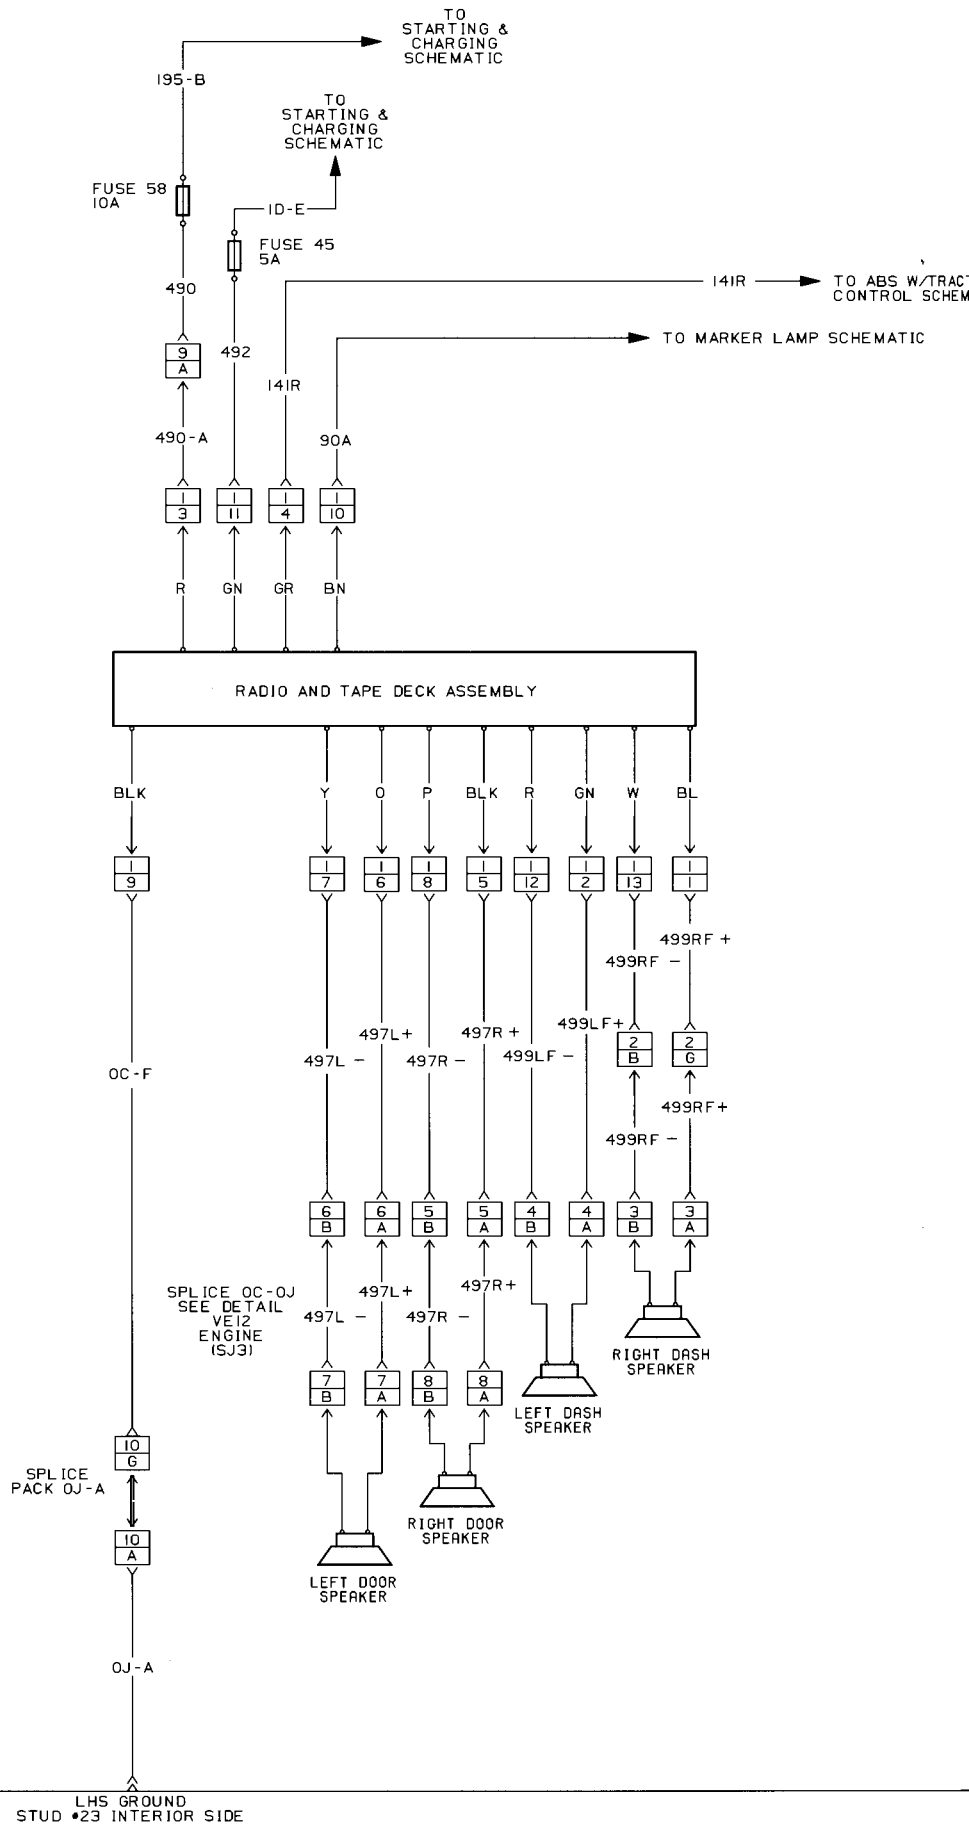 TO
STARTING &
CHARGING
SCHEMATIC
195-B
TO
STARTING &
CHARGING
SCHEMATIC
FUSE 58
10A
1D-E
FUSE 45
5A
141R
TO ABS W/TRACT
CONTROL SCHEM
490
TO MARKER LAMP SCHEMATIC
9
A
492
141R
490-A
90A
1 1 1 1
3 11 4 10
R GN GR BN
RADIO AND TAPE DECK ASSEMBLY
BLK Y O P BLK R GN W BL
1 1 1 1 1 1 1 1 1
9 7 6 8 5 12 2 13 1
499RF +
499RF -
499LF+
497L+ 497R +
497L - 497R - 499LF-
2 2
B G
OC-F
499RF+
499RF -
6 6 5 5 4 4 3 3
B A B A B A B A
SPLICE OC-OJ
SEE DETAIL
VE12
ENGINE
(SJ3)
497L+ 497R+
497L - 497R -
RIGHT DASH
SPEAKER
7 7 8 8
B A B A
LEFT DASH
SPEAKER
10
G
SPLICE
PACK OJ-A
RIGHT DOOR
SPEAKER
10
A
LEFT DOOR
SPEAKER
OJ-A
LHS GROUND
STUD #23 INTERIOR SIDE